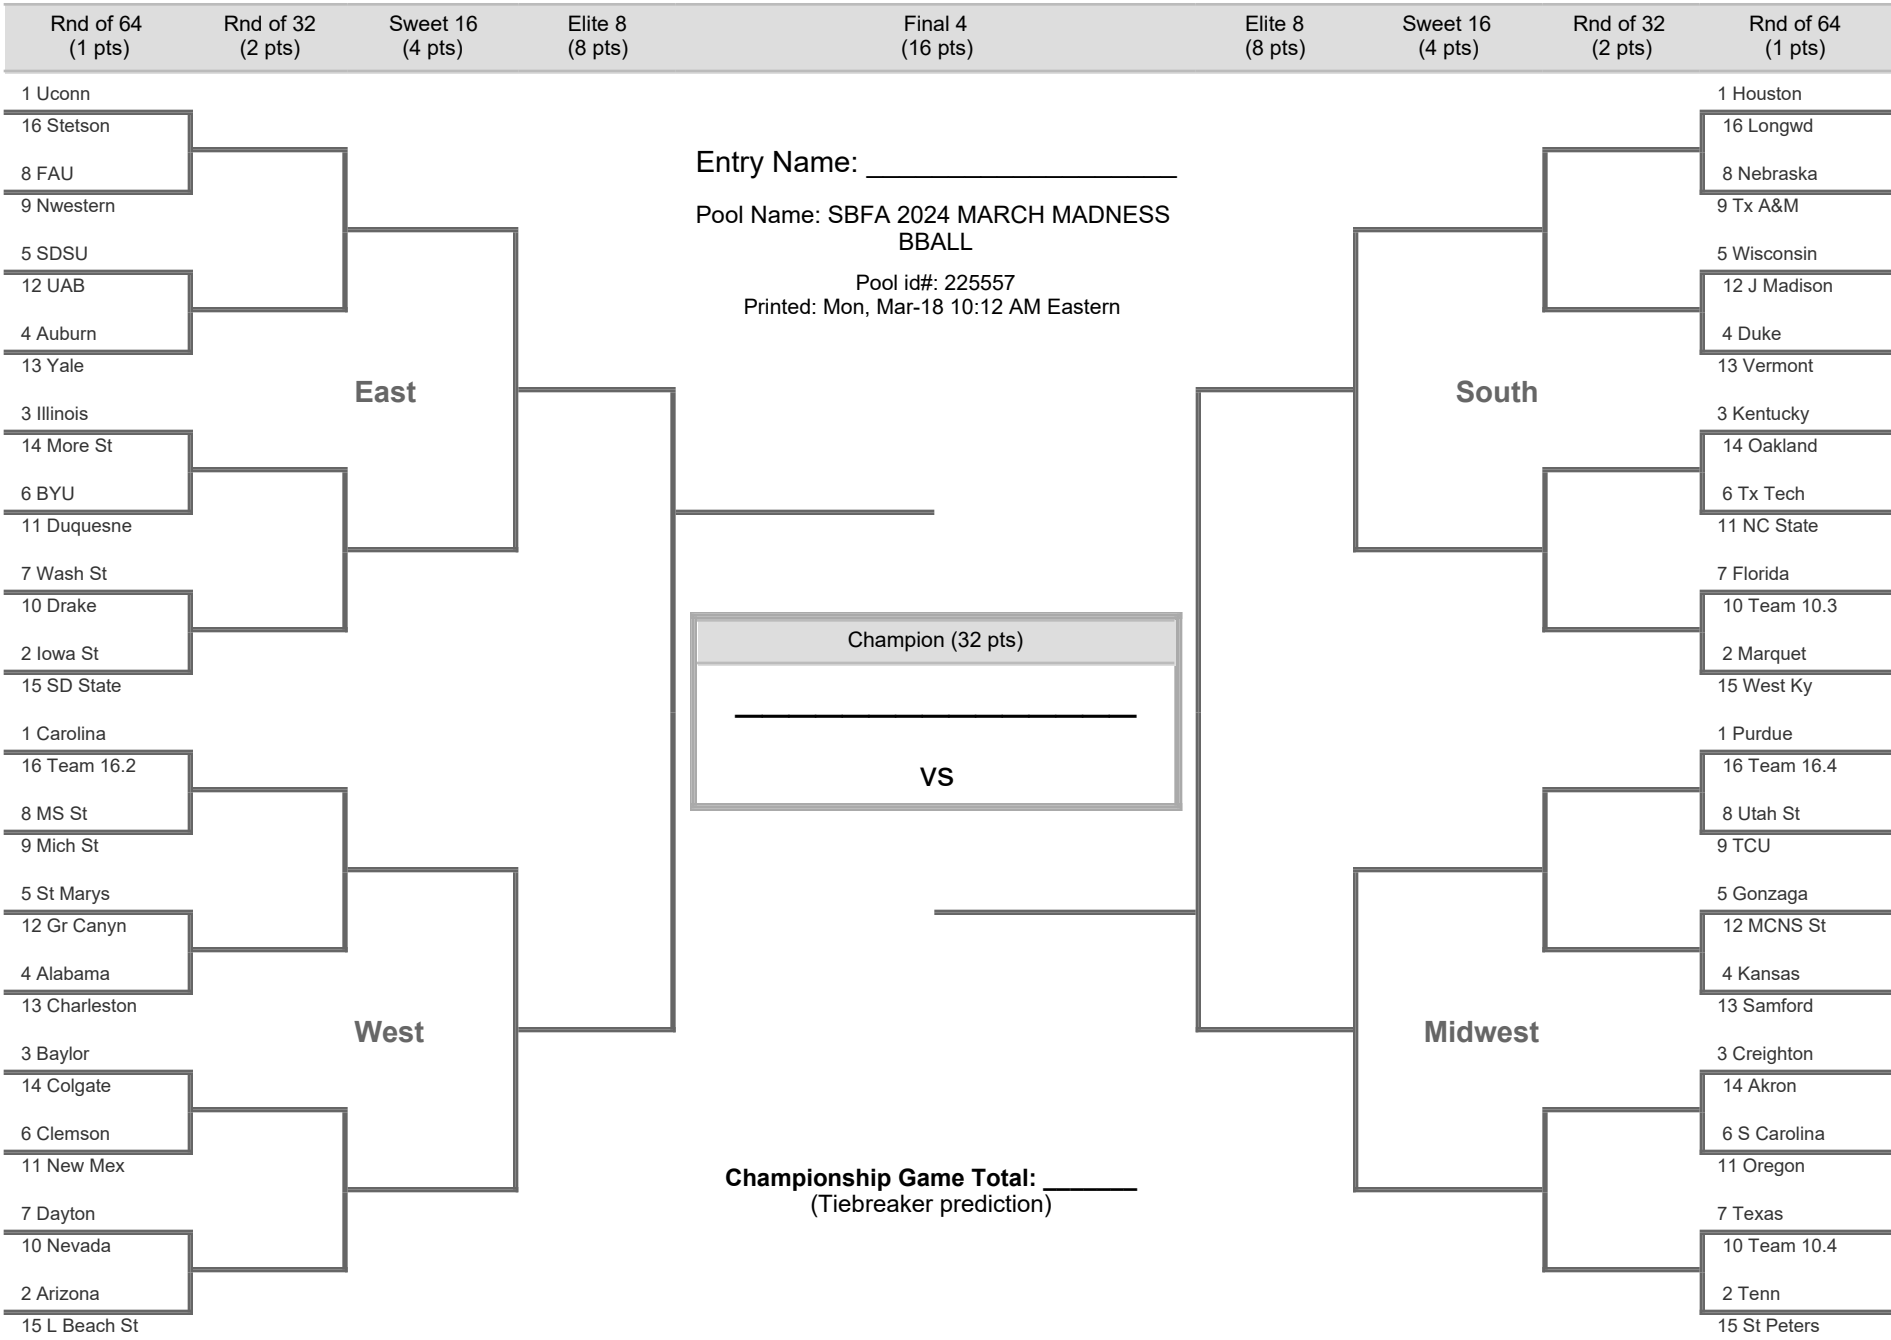 Rnd of 64
(1 pts)
Rnd of 32
(2 pts)
Sweet 16
(4 pts)
Elite 8
(8 pts)
Final 4
(16 pts)
Elite 8
(8 pts)
Sweet 16
(4 pts)
Rnd of 32
(2 pts)
Rnd of 64
(1 pts)
1 Uconn
16 Stetson
8 FAU
9 Nwestern
5 SDSU
12 UAB
4 Auburn
13 Yale
East
3 Illinois
14 More St
6 BYU
11 Duquesne
7 Wash St
10 Drake
2 Iowa St
15 SD State
1 Carolina
16 Team 16.2
8 MS St
9 Mich St
5 St Marys
12 Gr Canyn
4 Alabama
13 Charleston
West
3 Baylor
14 Colgate
6 Clemson
11 New Mex
7 Dayton
10 Nevada
2 Arizona
15 L Beach St
Entry Name: ___________________
Pool Name: SBFA 2024 MARCH MADNESS
BBALL
Pool id#: 225557
Printed: Mon, Mar-18 10:12 AM Eastern
Champion (32 pts)
vs
Championship Game Total: _______
(Tiebreaker prediction)
1 Houston
16 Longwd
8 Nebraska
9 Tx A&M
5 Wisconsin
12 J Madison
4 Duke
13 Vermont
South
3 Kentucky
14 Oakland
6 Tx Tech
11 NC State
7 Florida
10 Team 10.3
2 Marquet
15 West Ky
1 Purdue
16 Team 16.4
8 Utah St
9 TCU
5 Gonzaga
12 MCNS St
4 Kansas
13 Samford
Midwest
3 Creighton
14 Akron
6 S Carolina
11 Oregon
7 Texas
10 Team 10.4
2 Tenn
15 St Peters